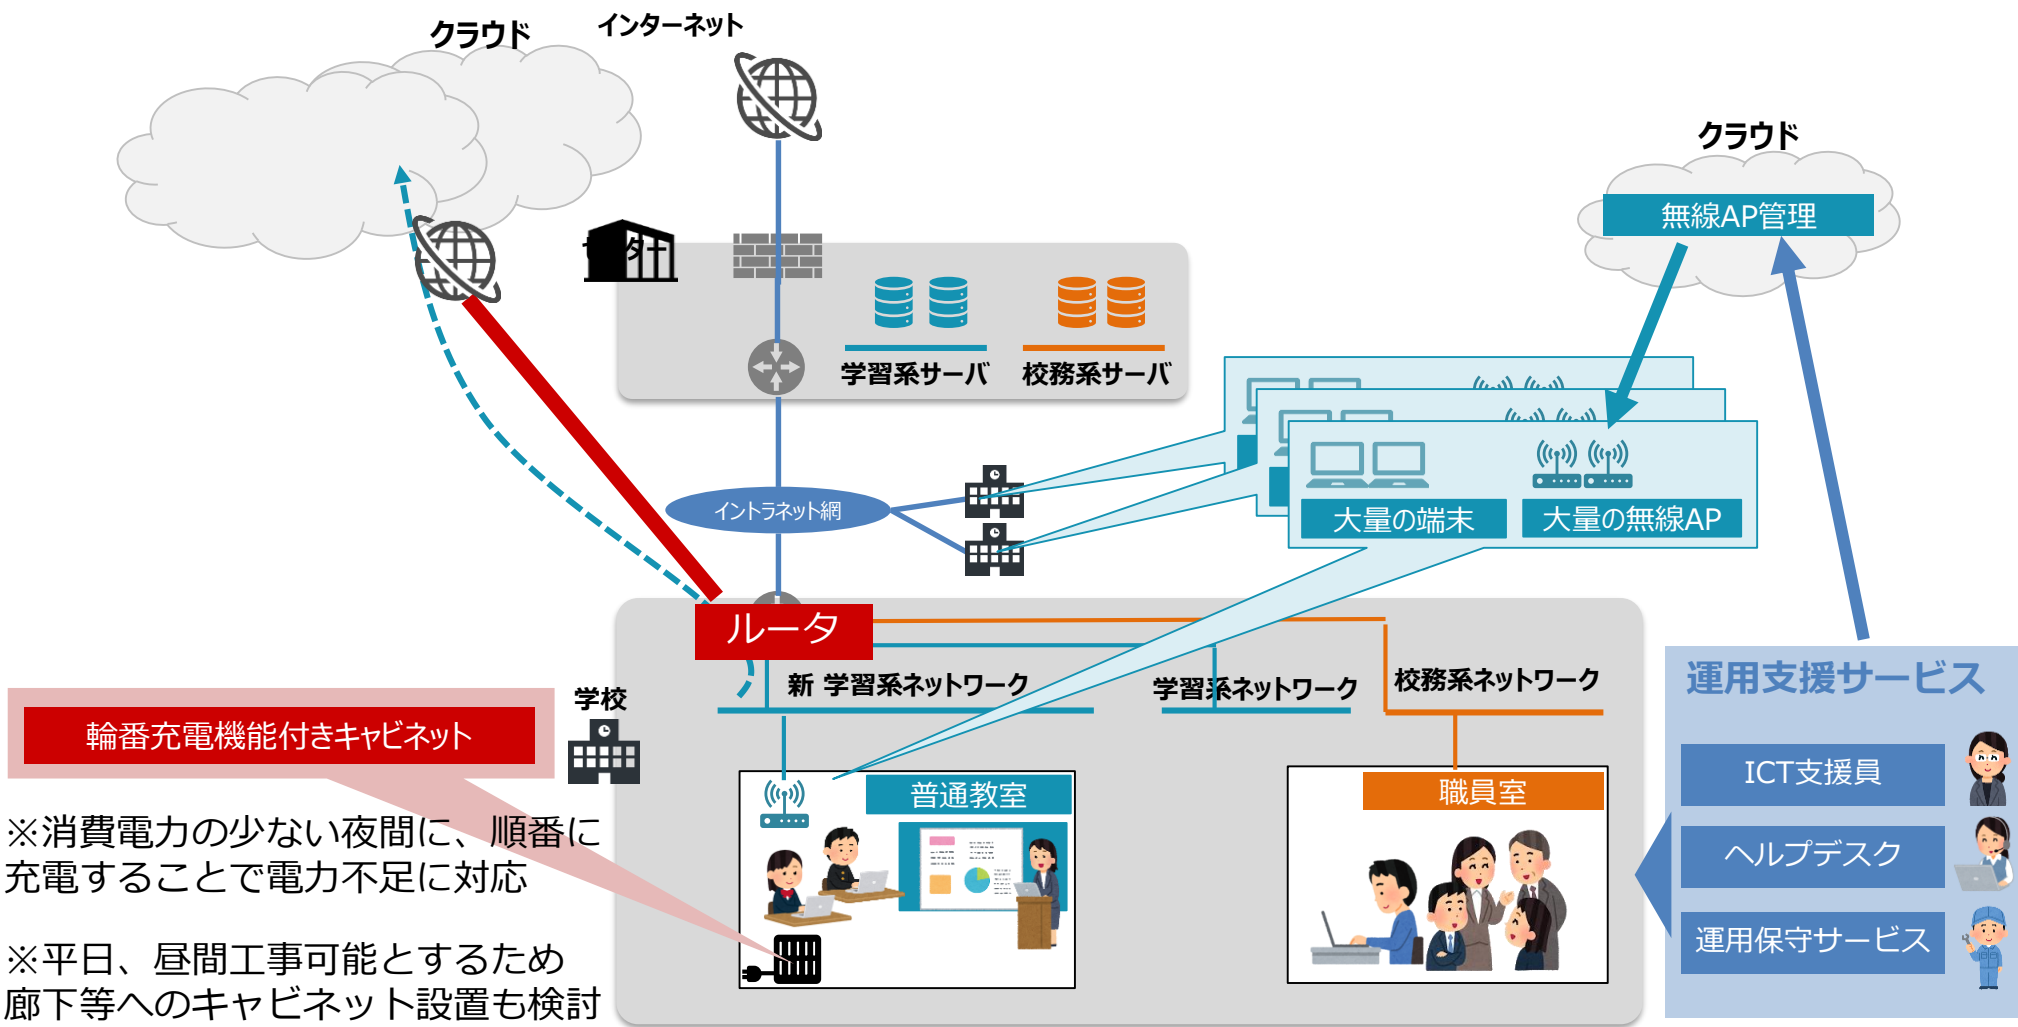 クラウド
インターネット
クラウド
無線AP管理
学習系サーバ
校務系サーバ
イントラネット網
大量の端末
大量の無線AP
ルータ
新 学習系ネットワーク
学習系ネットワーク
校務系ネットワーク
運用支援サービス
学校
輪番充電機能付きキャビネット
普通教室
職員室
ICT支援員
ヘルプデスク
運用保守サービス
※消費電力の少ない夜間に、順番に
充電することで電力不足に対応
※平日、昼間工事可能とするため
廊下等へのキャビネット設置も検討